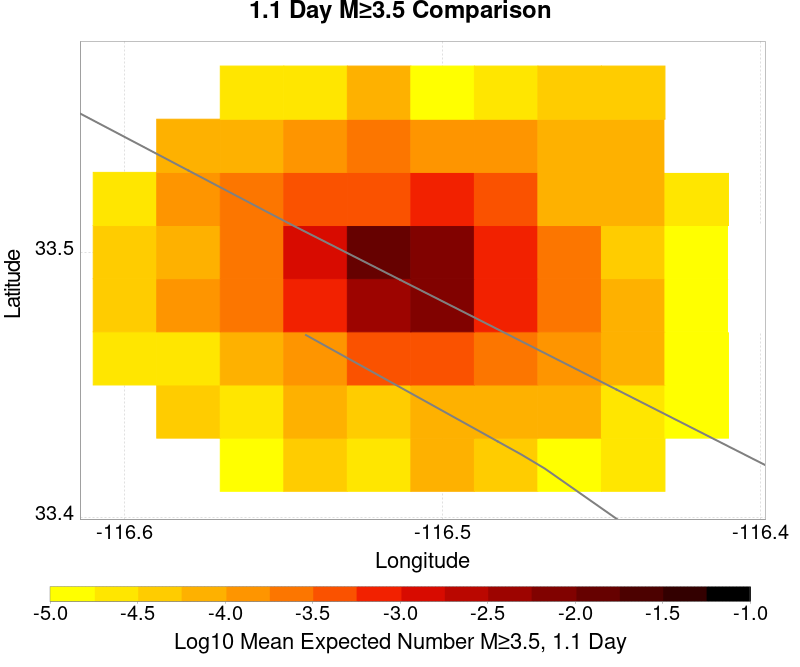 1.1 Day M≥3.5 Comparison
Latitude
33.5
33.4
-116.6 -116.5 -116.4
Longitude
-5.0 -4.5 -4.0 -3.5 -3.0 -2.5 -2.0 -1.5 -1.0
Log10 Mean Expected Number M≥3.5, 1.1 Day